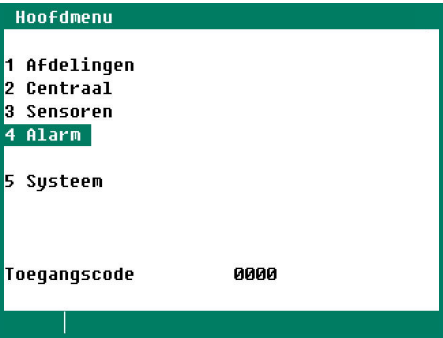 Hoofdmenu
1 Afdelingen
2 Centraal
3 Sensoren
4 Alarm
5 Systeem
Toegangscode 0000